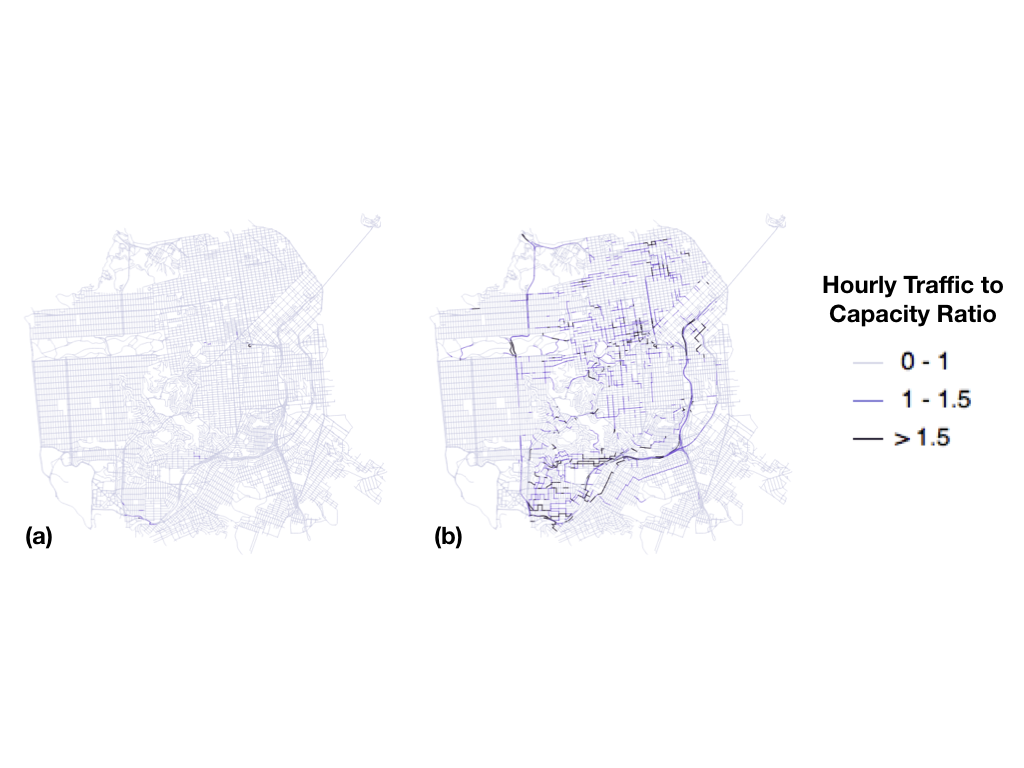 Hourly Traffic to
Capacity Ratio
0 - 1
1 - 1.5
> 1.5
(a)
(b)